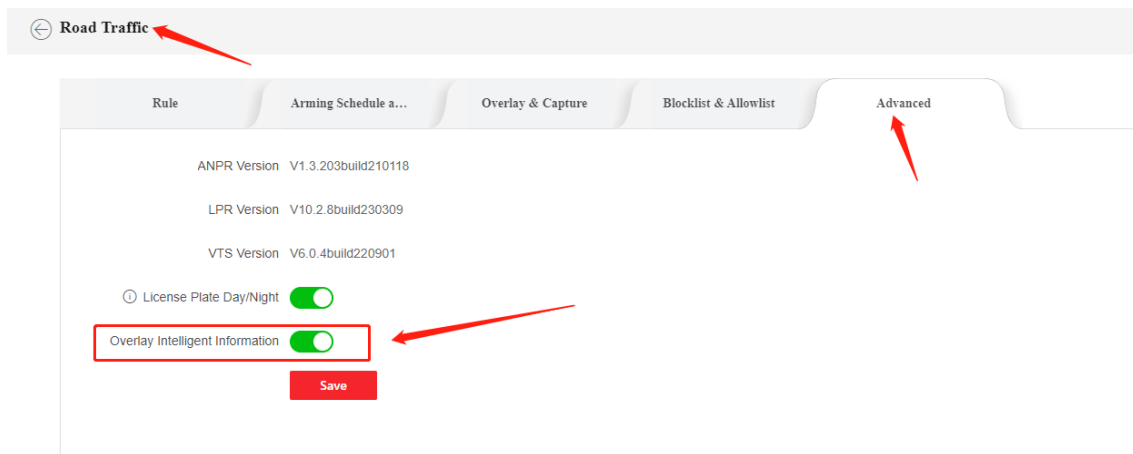 Road Traffic
Rule Arming Schedule a... Overlay & Capture Blocklist & Allowlist Advanced
ANPR Version V1.3.203build210118
LPR Version V10.2.8build230309
VTS Version V6.0.4build220901
License Plate Day/Night
Overlay Intelligent Information
Save